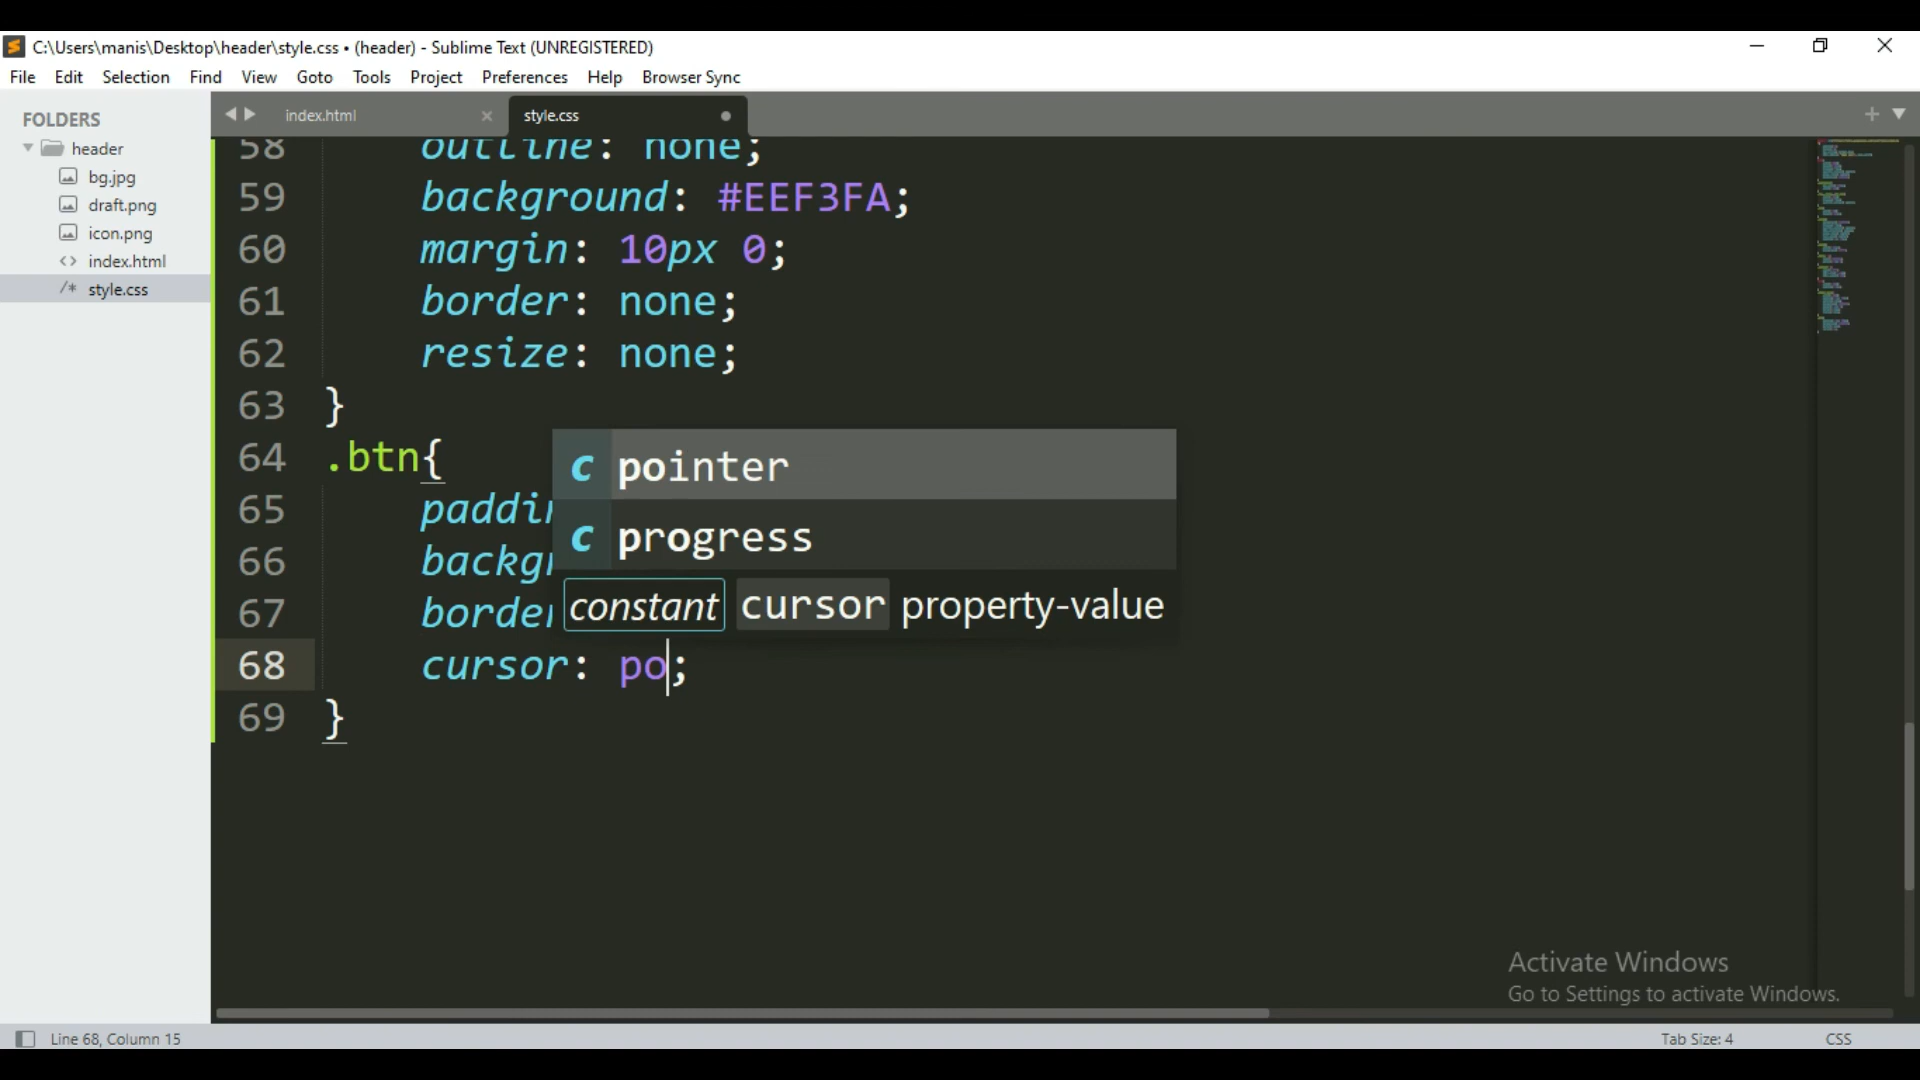 C:\Users\manis\Desktop\header\style.css • (header) - Sublime Text (UNREGISTERED)
File Edit Selection Find View Goto Tools Project Preferences Help Browser Sync
FOLDERS
header
bg.jpg
draft.png
icon.png
<> index.html
/* style.css
index.html
style.css
58 outline: none;
59 background: #EEF3FA;
60 margin: 10px 0;
61 border: none;
62 resize: none;
63 }
64 .btn{
65 paddin
66 backgr
67 border
c pointer
c progress
constant cursor property-value
68 cursor: po;
69 }
Activate Windows
Go to Settings to activate Windows.
Line 68, Column 15
Tab Size: 4
CSS